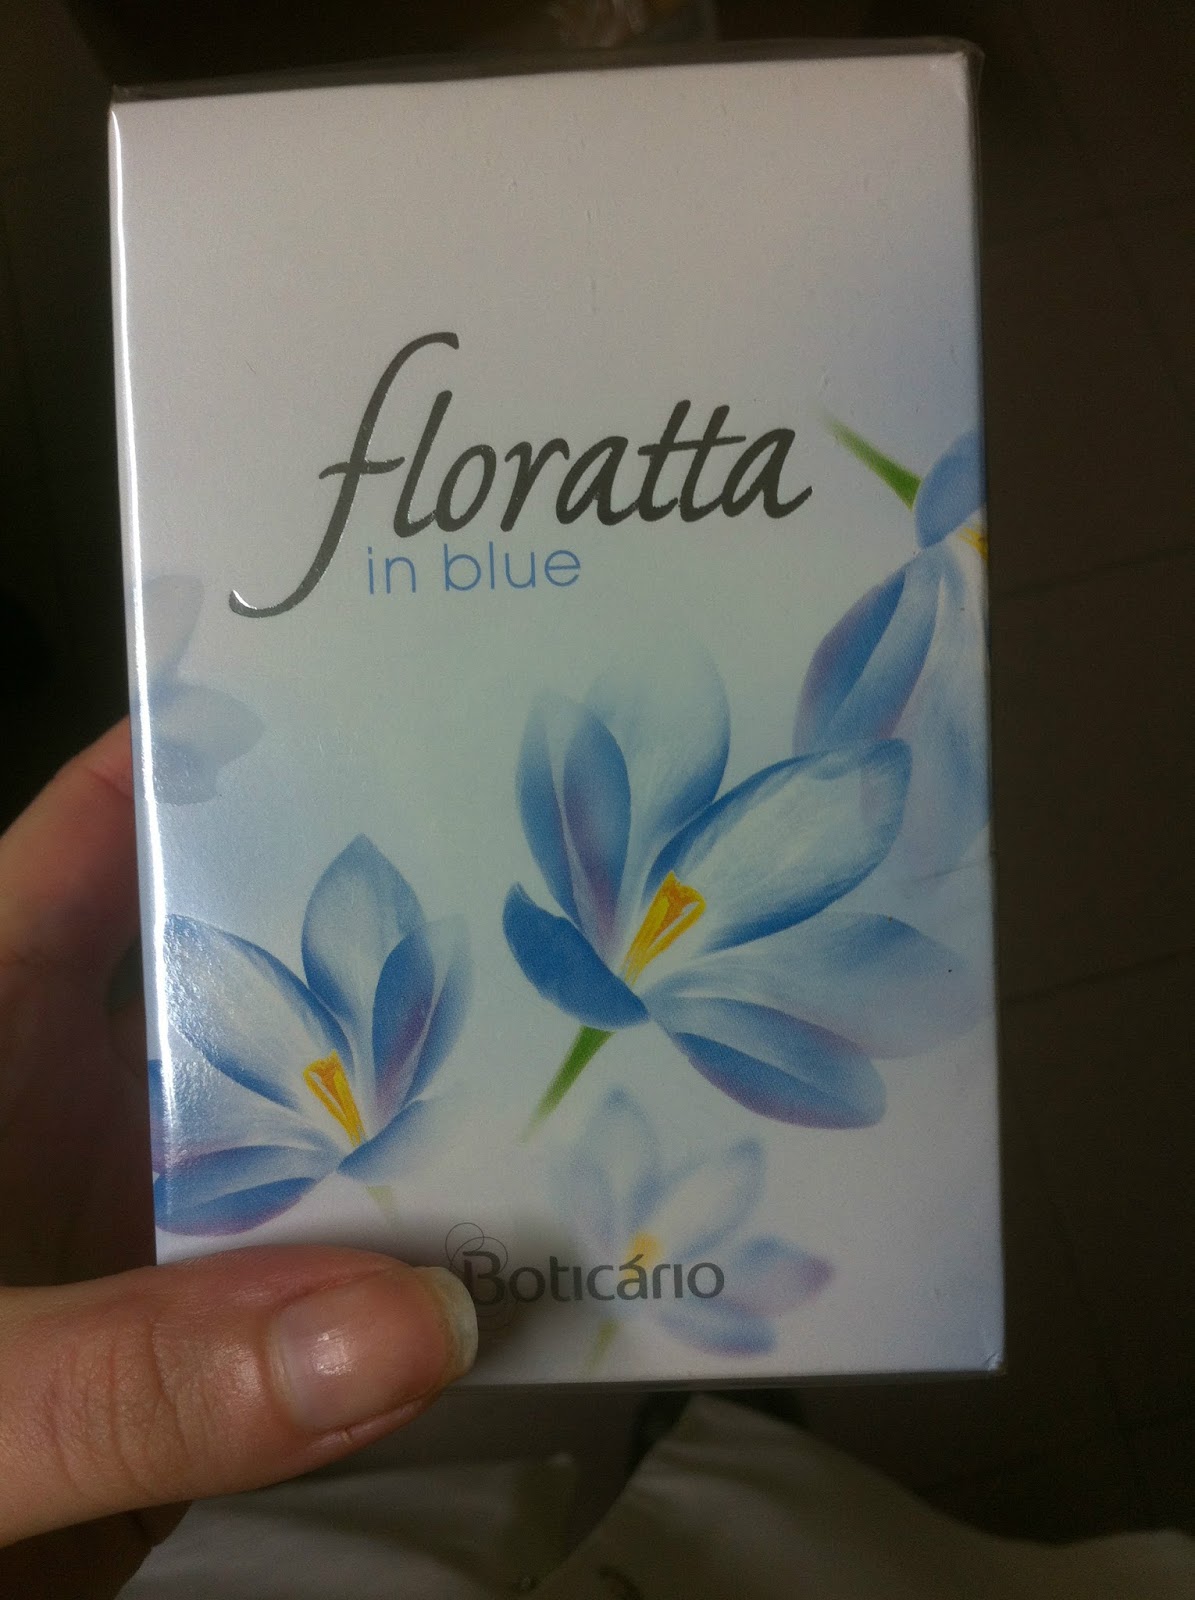 floratta
in blue
Boticário